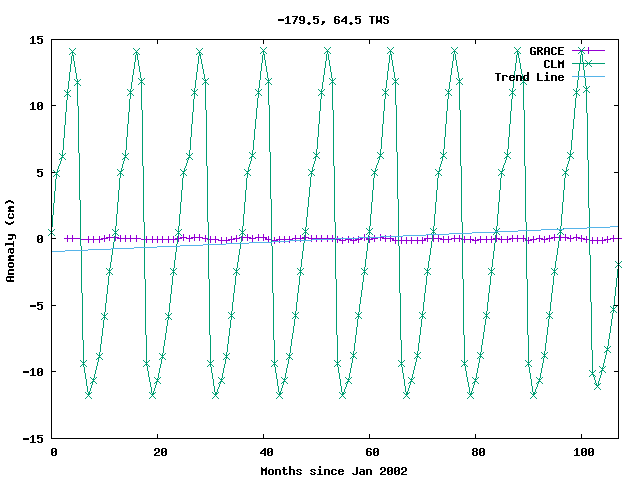 -179.5, 64.5 TWS
GRACE
CLM
Trend Line
15
10
5
0
-5
-10
-15
Anomaly (cm)
0 20 40 60 80 100
Months since Jan 2002